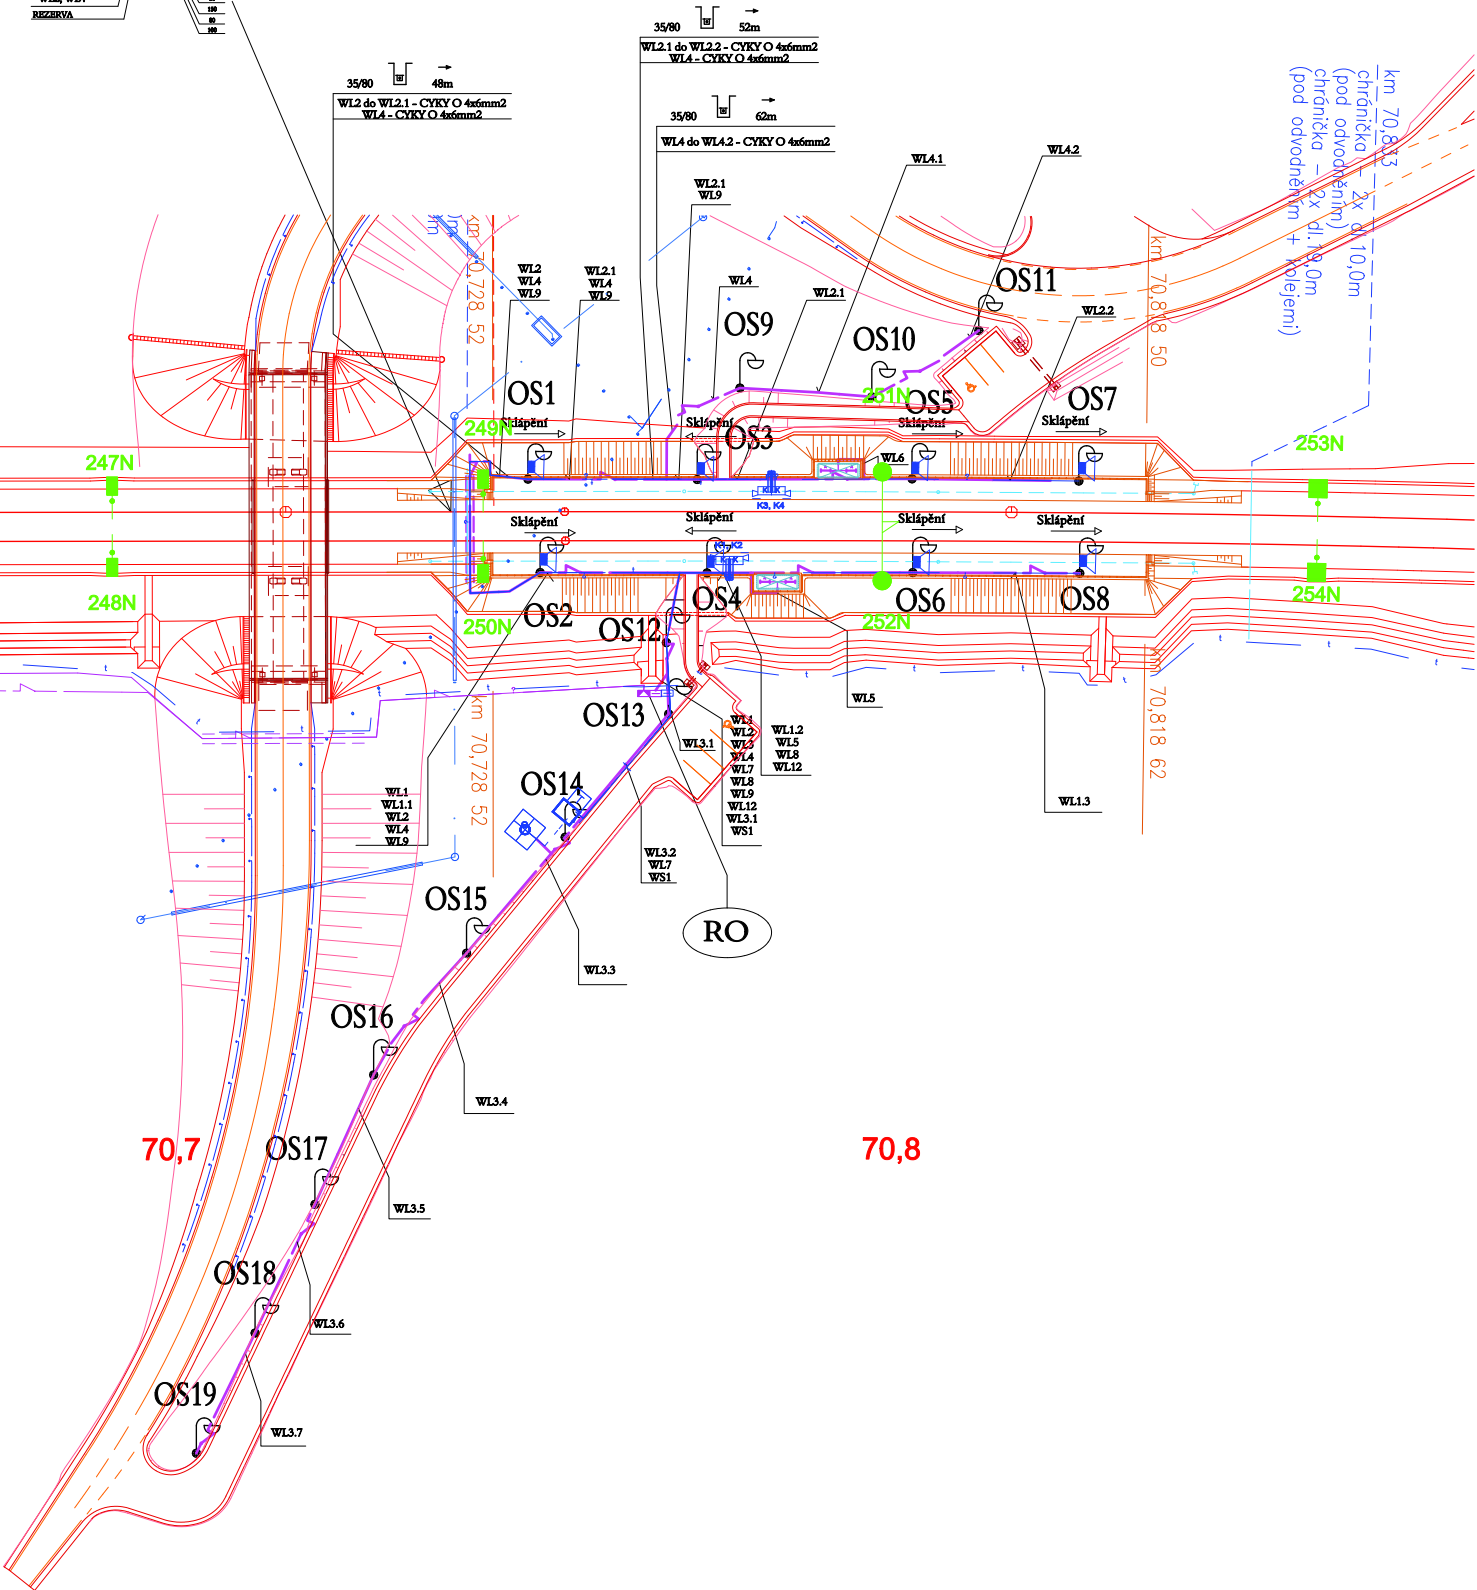 REZERVA
35/80
48m
WL2 do WL2.1 - CYKY O 4x6mm2
WL4 - CYKY O 4x6mm2
35/80
52m
WL2.1 do WL2.2 - CYKY O 4x6mm2
WL4 - CYKY O 4x6mm2
35/80
62m
WL4 do WL4.2 - CYKY O 4x6mm2
km 70,833
chránička - 2x dl.10,0m
(pod odvodněním)
chránička - 2x dl.19,0m
(pod odvodněním + kolejemi)
WL4.1
WL4.2
WL2.1
WL9
WL2
WL4
WL9
WL2.1
WL4
WL9
WL4
WL2.1
WL2.2
km 70,728 52
km 70,818 50
OS11
OS9
OS10
OS1
OS5
OS7
251N
Sklápění
Sklápění
Sklápění
Sklápění
249N
OS3
253N
247N
WL6
K3, K4
Sklápění
Sklápění
Sklápění
Sklápění
248N
250N
OS2
OS4
OS6
OS8
254N
OS12
252N
OS13
WL5
WL3.1
WL1
WL2
WL3
WL4
WL7
WL8
WL9
WL12
WL3.1
WS1
WL1.2
WL5
WL8
WL12
km 70,728 52
km 70,818 62
OS14
WL1
WL1.1
WL2
WL4
WL9
WL1.3
WL3.2
WL7
WS1
OS15
RO
WL3.3
OS16
WL3.4
70,7
OS17
70,8
WL3.5
OS18
WL3.6
OS19
WL3.7